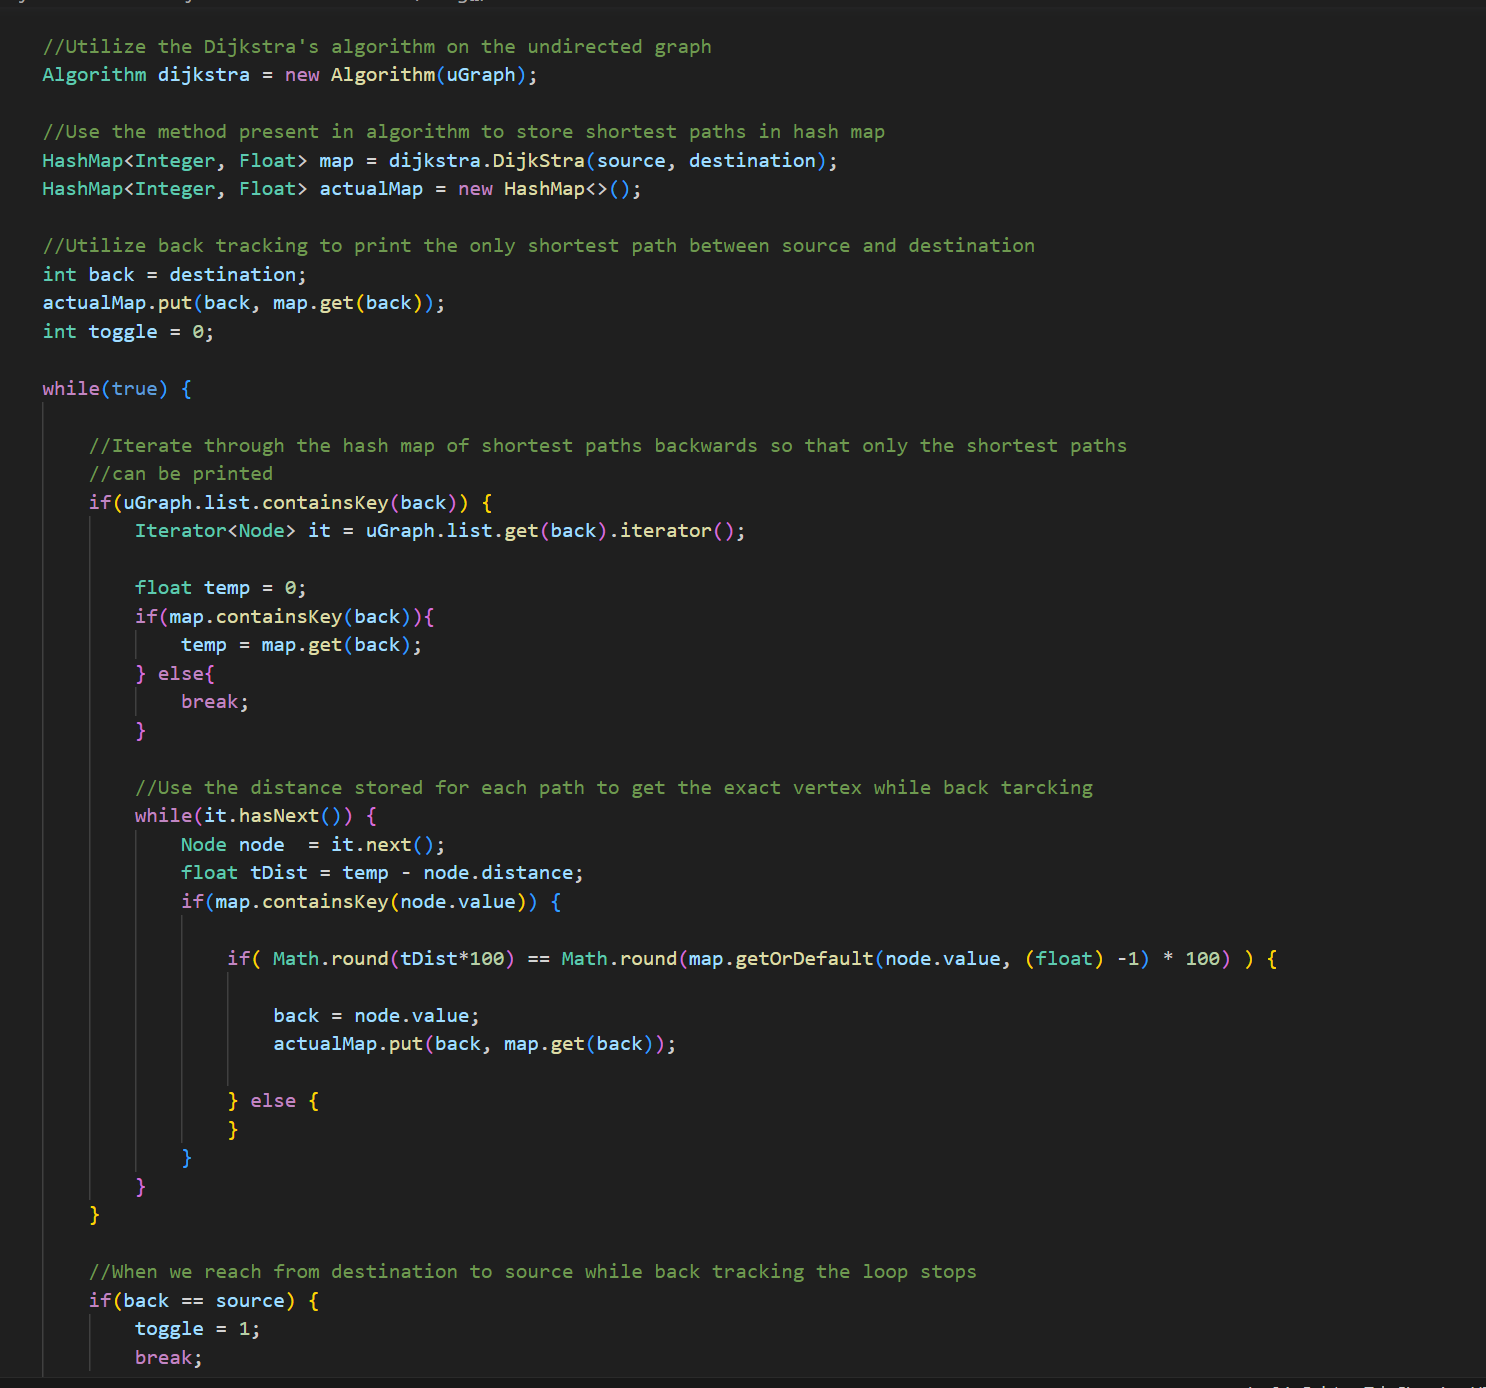 //Utilize the Dijkstra's algorithm on the undirected graph
Algorithm dijkstra = new Algorithm(uGraph);
//Use the method present in algorithm to store shortest paths in hash map
HashMap<Integer, Float> map = dijkstra.DijkStra(source, destination);
HashMap<Integer, Float> actualMap = new HashMap<>();
//Utilize back tracking to print the only shortest path between source and destination
int back = destination;
actualMap.put(back, map.get(back));
int toggle = 0;
while(true) {
//Iterate through the hash map of shortest paths backwards so that only the shortest paths
//can be printed
if(uGraph.list.containsKey(back)) {
Iterator<Node> it = uGraph.list.get(back).iterator();
float temp = 0;
if(map.containsKey(back)){
temp = map.get(back);
} else{
break;
}
//Use the distance stored for each path to get the exact vertex while back tarcking
while(it.hasNext()) {
Node node  = it.next();
float tDist = temp - node.distance;
if(map.containsKey(node.value)) {
if( Math.round(tDist*100) == Math.round(map.getOrDefault(node.value, (float) -1) * 100) ) {
back = node.value;
actualMap.put(back, map.get(back));
} else {
}
}
}
}
//When we reach from destination to source while back tracking the loop stops
if(back == source) {
toggle = 1;
break;